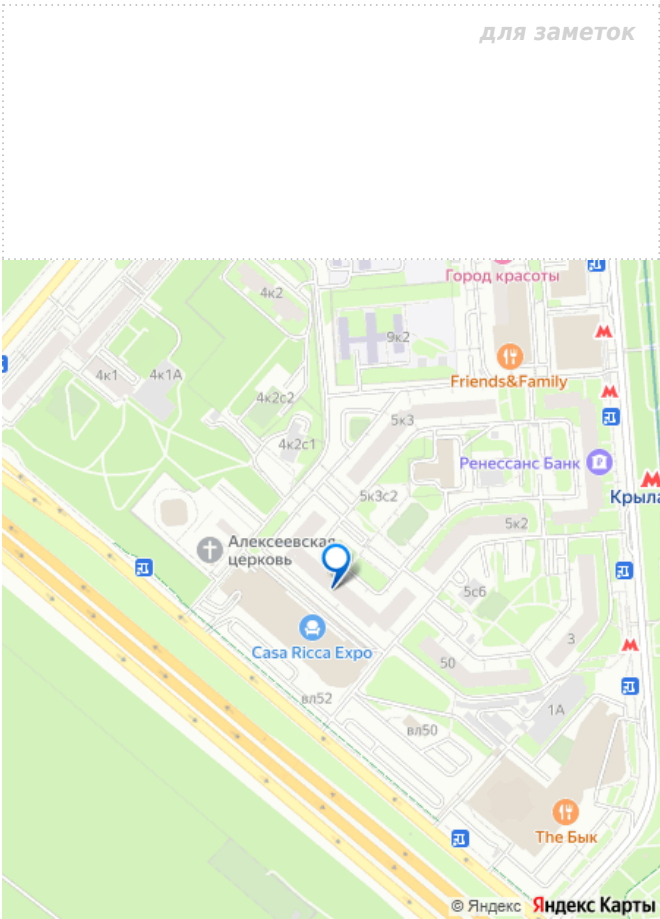 для заметок
Город красоты
4к2
9к2
4к1
4к1А
Friends&Family
4к2с2
5к3
4к2с1
Ренессанс Банк
5к3с2
Крыла
5к2
Алексеевская
церковь
5с6
Casa Ricca Expo
3
50
вл52
1А
вл50
The Бык
© Яндекс Яндекс Карты